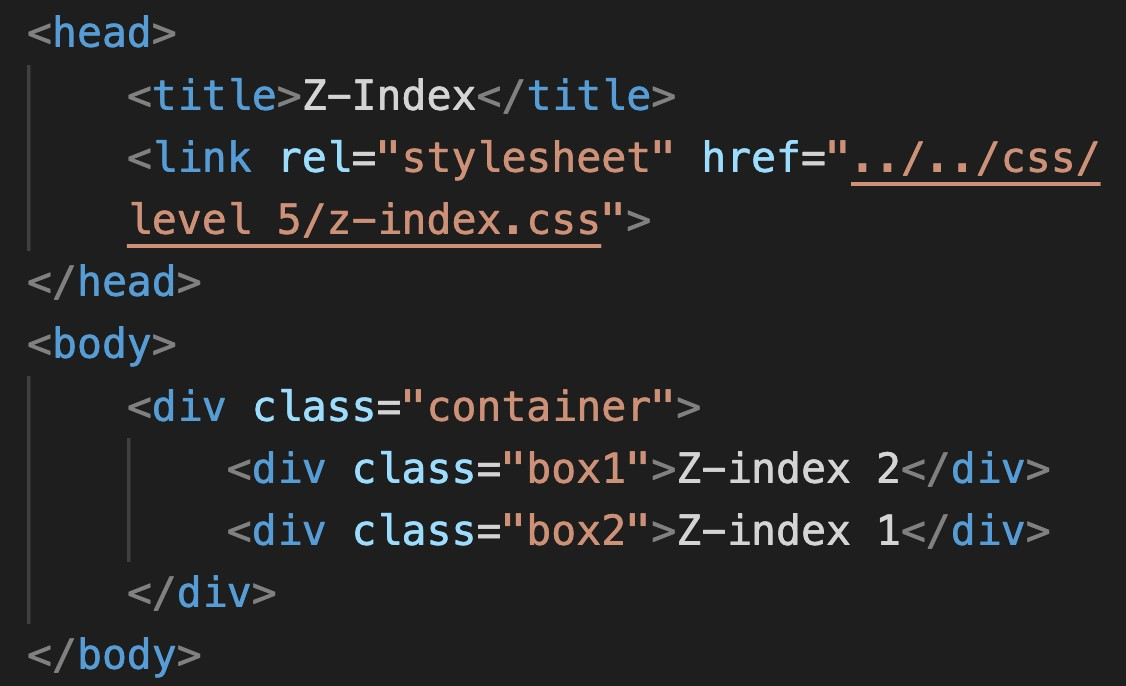 <head>
<title>Z-Index</title>
<link rel="stylesheet" href="../../css/
level 5/z-index.css">
</head>
<body>
<div class="container">
<div class="box1">Z-index 2</div>
<div class="box2">Z-index 1</div>
</div>
</body>